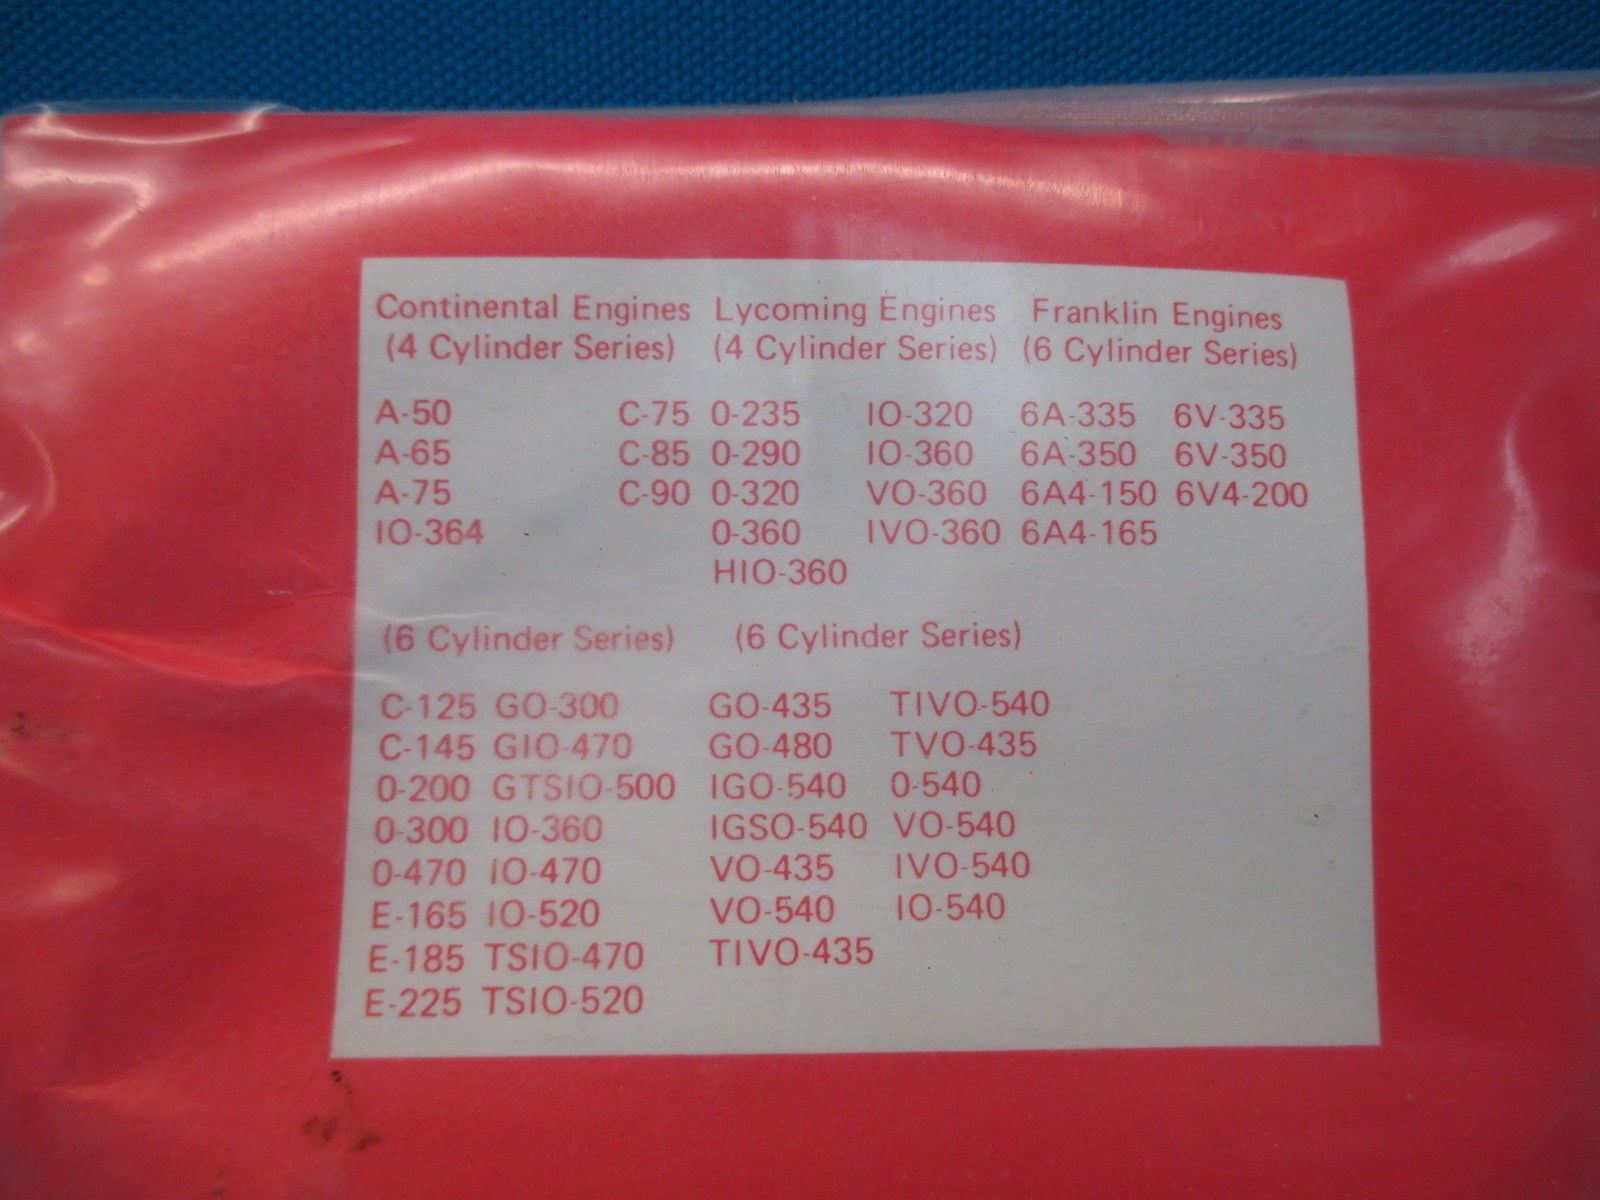 Continental Engines Lycoming Engines Franklin Engines
(4 Cylinder Series) (4 Cylinder Series) (6 Cylinder Series)
A-50 C-75 0-235 IO-320 6A-335 6V-335
A-65 C-85 0-290 IO-360 6A-350 6V-350
A-75 C-90 0-320 VO-360 6A4-150 6V4-200
IO-364 0-360 IVO-360 6A4-165
HIO-360
(6 Cylinder Series) (6 Cylinder Series)
C-125 GO-300 GO-435 TIVO-540
C-145 GIO-470 GO-480 TVO-435
0-200 GTSIO-500 IGO-540 0-540
0-300 IO-360 IGSO-540 VO-540
0-470 IO-470 VO-435 IVO-540
E-165 IO-520 VO-540 IO-540
E-185 TSIO-470 TIVO-435
E-225 TSIO-520